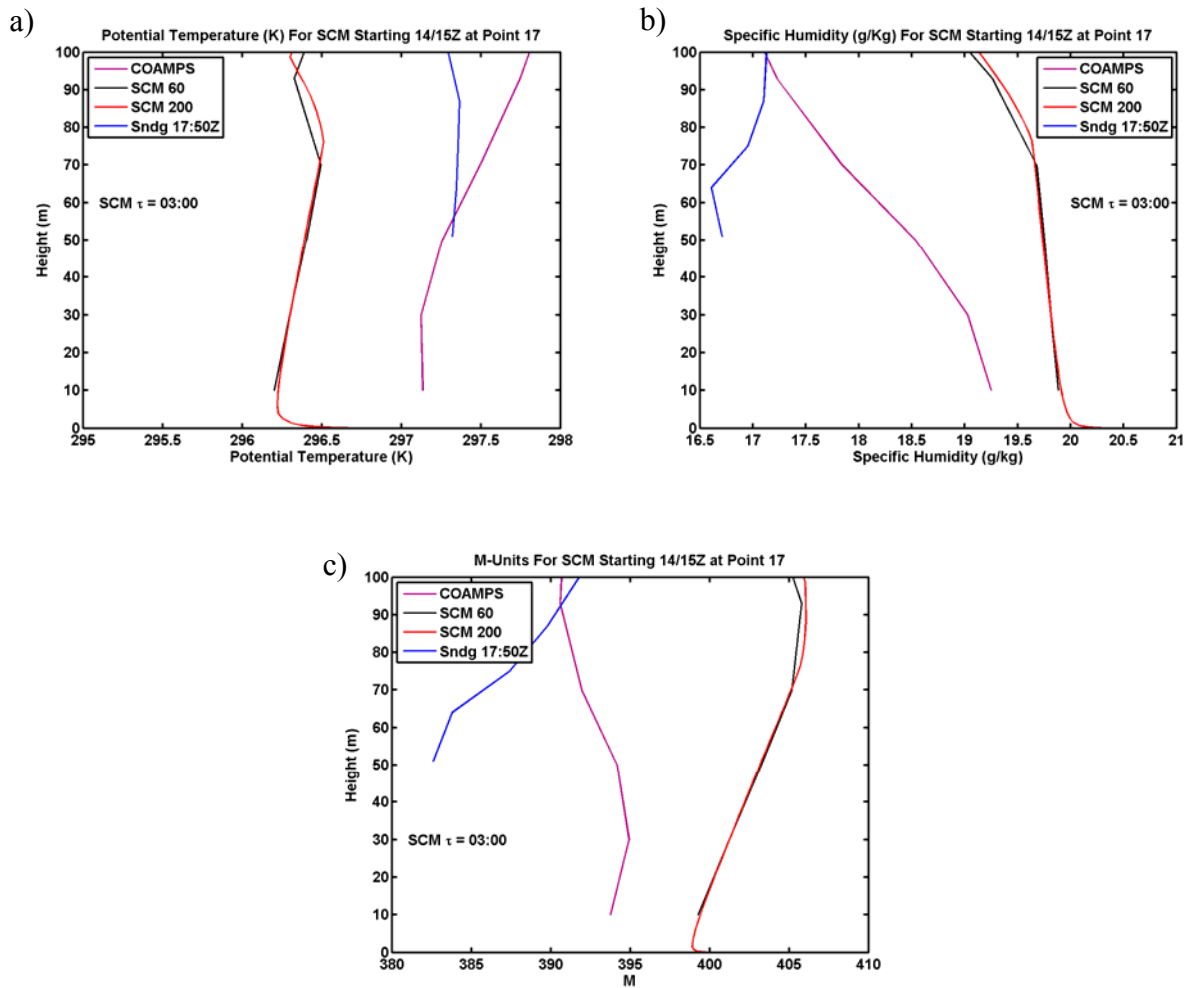 a)
Potential Temperature (K) For SCM Starting 14/15Z at Point 17
100
90
80
70
60
50
40
30
20
10
0
Height (m)
COAMPS
SCM 60
SCM 200
Sndg 17:50Z
SCM τ = 03:00
295 295.5 296 296.5 297 297.5 298
Potential Temperature (K)
b)
Specific Humidity (g/Kg) For SCM Starting 14/15Z at Point 17
100
90
80
70
60
50
40
30
20
10
0
Height (m)
COAMPS
SCM 60
SCM 200
Sndg 17:50Z
SCM τ = 03:00
16.5 17 17.5 18 18.5 19 19.5 20 20.5 21
Specific Humidity (g/kg)
c)
M-Units For SCM Starting 14/15Z at Point 17
100
90
80
70
60
50
40
30
20
10
0
Height (m)
COAMPS
SCM 60
SCM 200
Sndg 17:50Z
SCM τ = 03:00
380 385 390 395 400 405 410
M